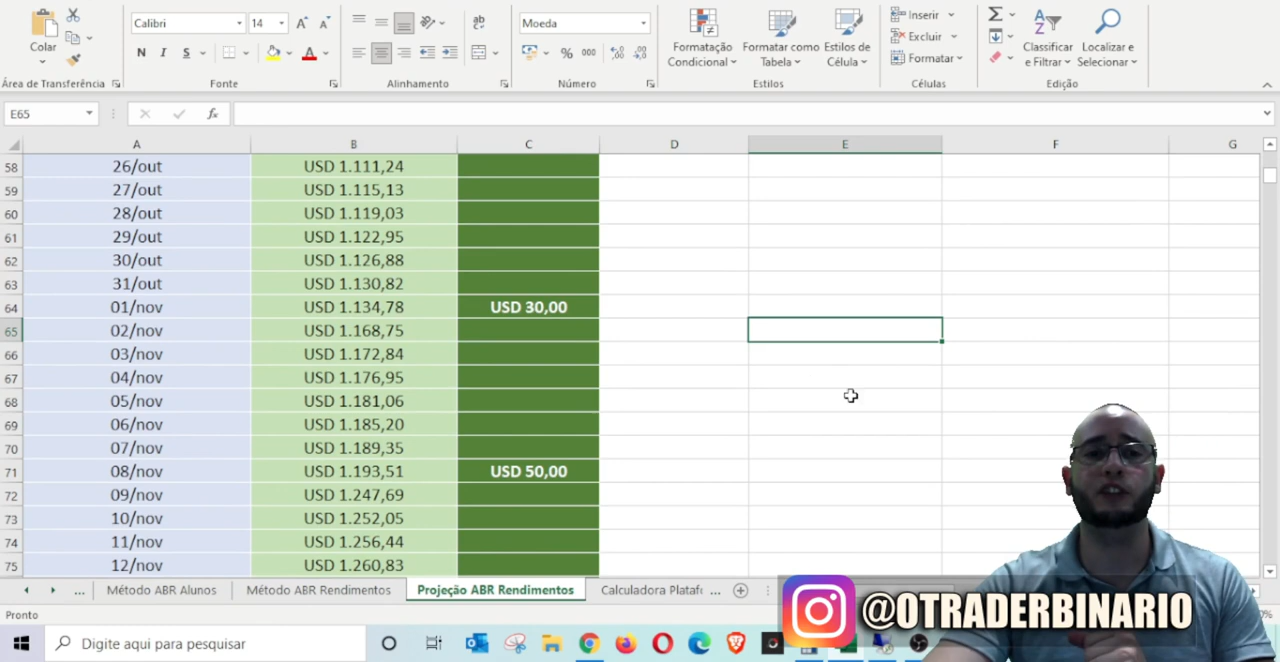 Colar
Área de Transferência
Calibri
14
N I S
Fonte
ab
Alinhamento
Moeda
% 000
Número
Formatação Condicional
Formatar como Tabela
Estilos de Célula
Estilos
Inserir
Excluir
Formatar
Células
Classificar e Filtrar
Localizar e Selecionar
Edição
E65
fx
A B C D E F G
58 26/out USD 1.111,24
59 27/out USD 1.115,13
60 28/out USD 1.119,03
61 29/out USD 1.122,95
62 30/out USD 1.126,88
63 31/out USD 1.130,82
64 01/nov USD 1.134,78 USD 30,00
65 02/nov USD 1.168,75
66 03/nov USD 1.172,84
67 04/nov USD 1.176,95
68 05/nov USD 1.181,06
69 06/nov USD 1.185,20
70 07/nov USD 1.189,35
71 08/nov USD 1.193,51 USD 50,00
72 09/nov USD 1.247,69
73 10/nov USD 1.252,05
74 11/nov USD 1.256,44
75 12/nov USD 1.260,83
... Método ABR Alunos Método ABR Rendimentos Projeção ABR Rendimentos Calculadora Plataf ...
Pronto
@OTRADERBINARIO
Digite aqui para pesquisar